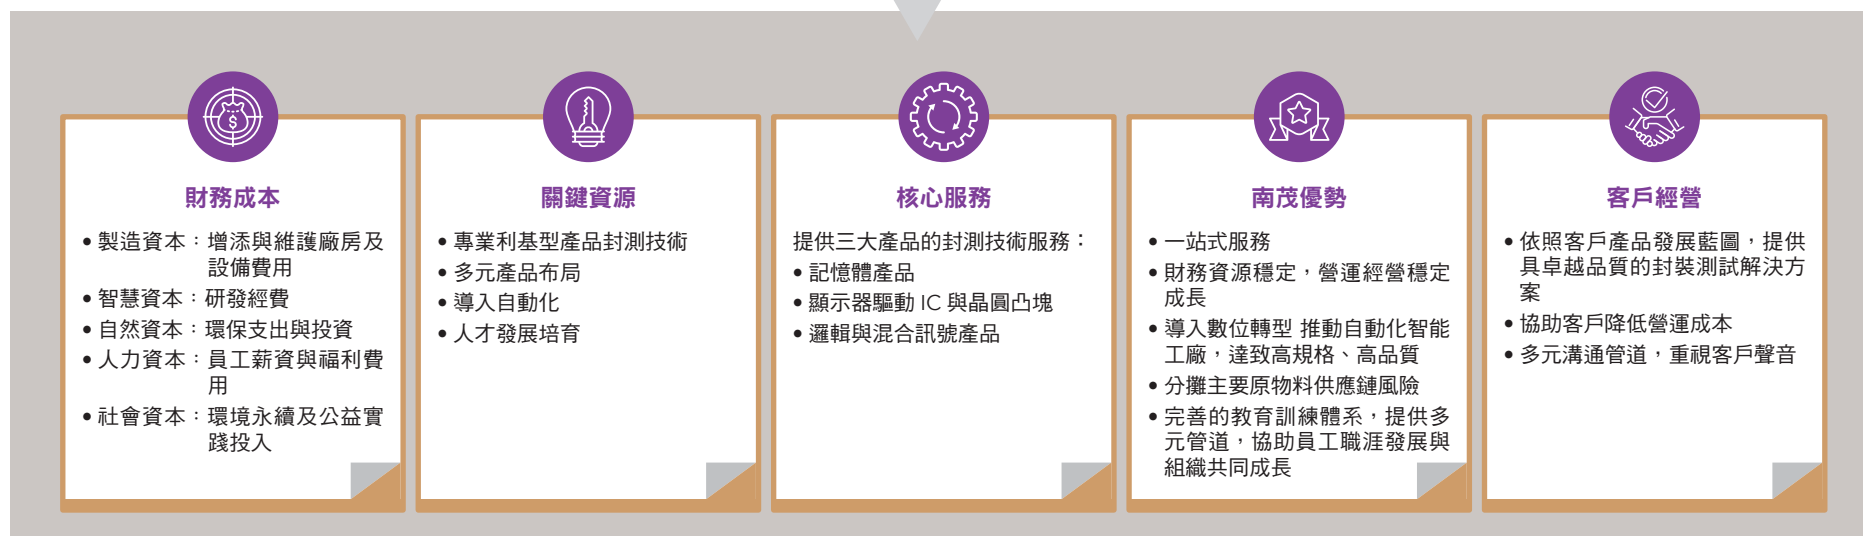 財務成本
• 製造資本：增添與維護廠房及
設備費用
• 智慧資本：研發經費
• 自然資本：環保支出與投資
• 人力資本：員工薪資與福利費
用
• 社會資本：環境永續及公益實
踐投入
關鍵資源
• 專業利基型產品封測技術
• 多元產品布局
• 導入自動化
• 人才發展培育
核心服務
提供三大產品的封測技術服務：
• 記憶體產品
• 顯示器驅動 IC 與晶圓凸塊
• 邏輯與混合訊號產品
南茂優勢
• 一站式服務
• 財務資源穩定，營運經營穩定
成長
• 導入數位轉型 推動自動化智能
工廠，達致高規格、高品質
• 分攤主要原物料供應鏈風險
• 完善的教育訓練體系，提供多
元管道，協助員工職涯發展與
組織共同成長
客戶經營
• 依照客戶產品發展藍圖，提供
具卓越品質的封裝測試解決方
案
• 協助客戶降低營運成本
• 多元溝通管道，重視客戶聲音